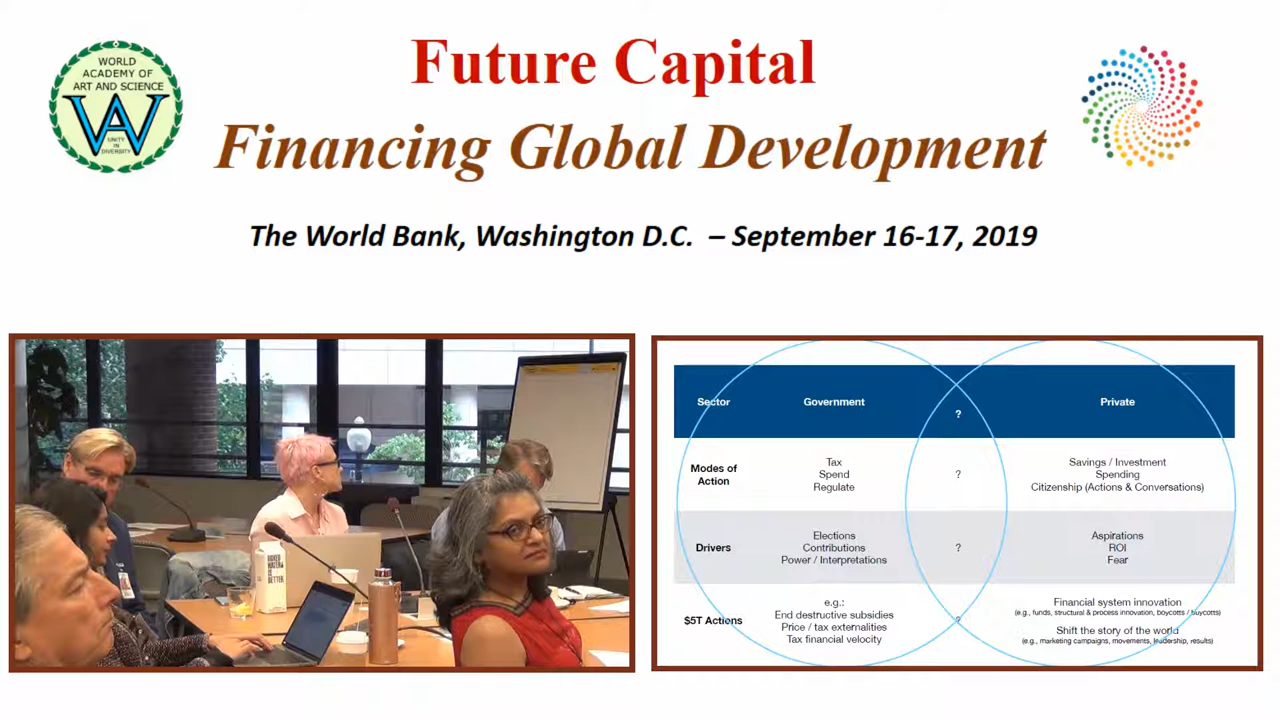 WORLD
ACADEMY OF
ART AND SCIENCE
WA
UNITY
IN
DIVERSITY
Future Capital
Financing Global Development
The World Bank, Washington D.C. – September 16-17, 2019
BOXED
WATER
IS
BETTER
Sector Government ? Private
Modes of
Action
Tax
Spend
Regulate
?
Savings / Investment
Spending
Citizenship (Actions & Conversations)
Drivers
Elections
Contributions
Power / Interpretations
?
Aspirations
ROI
Fear
$5T Actions
e.g.:
End destructive subsidies
Price / tax externalities
Tax financial velocity
?
Financial system innovation
(e.g., funds, structural & process innovation, boycotts / buycotts)
Shift the story of the world
(e.g., marketing campaigns, movements, leadership, results)